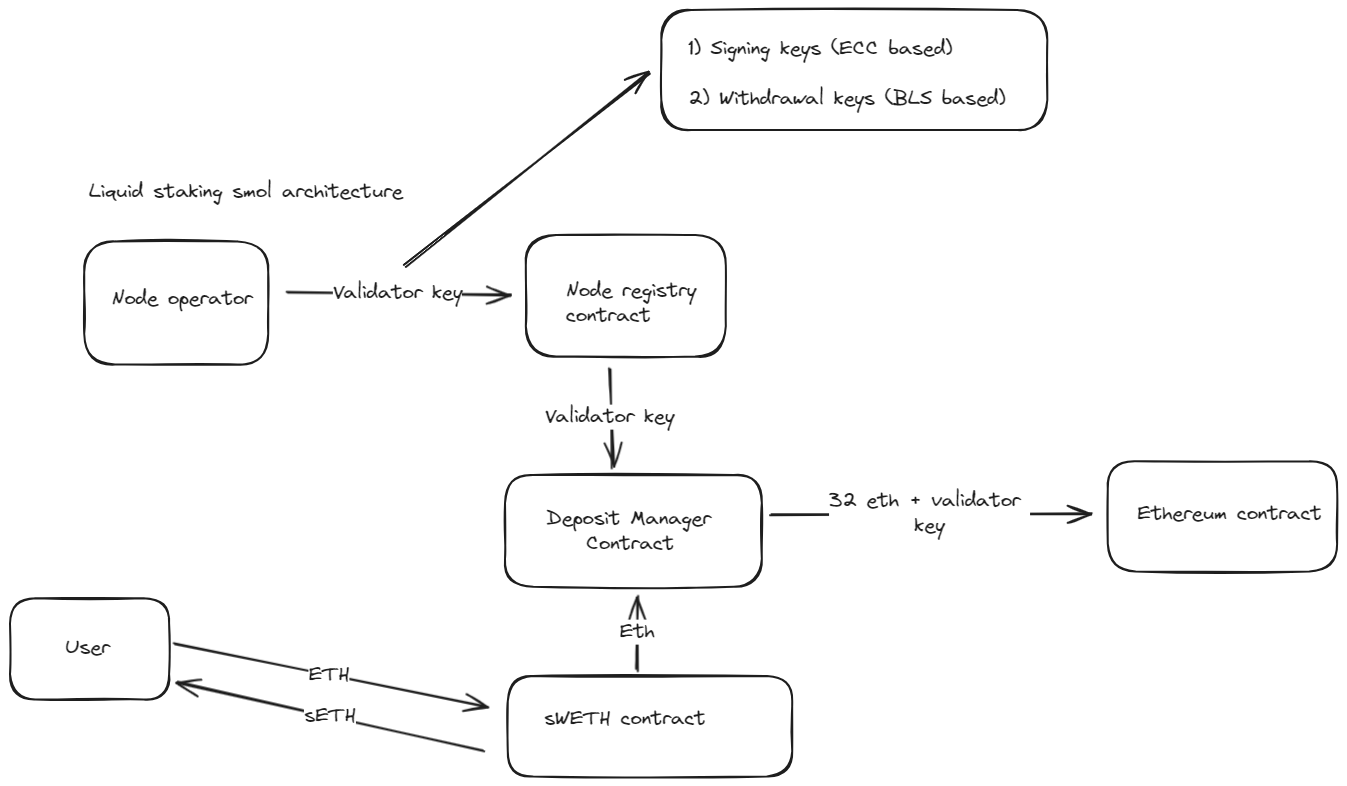 1) Signing keys (ECC based)
2) Withdrawal keys (BLS based)
Liquid staking smol architecture
Node operator
Validator key
Node registry
contract
Validator key
Deposit Manager
Contract
32 eth + validator
key
Ethereum contract
Eth
User
ETH
sETH
sWETH contract